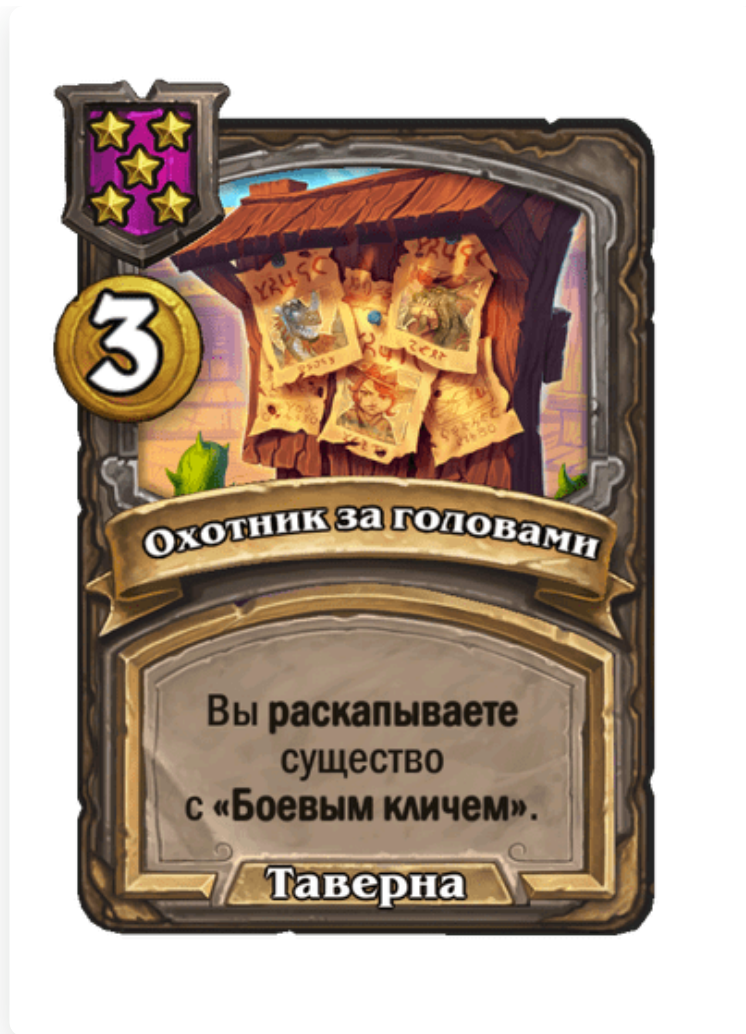 3
Охотник за головами
Вы раскапываете
существо
с «Боевым кличем».
Таверна